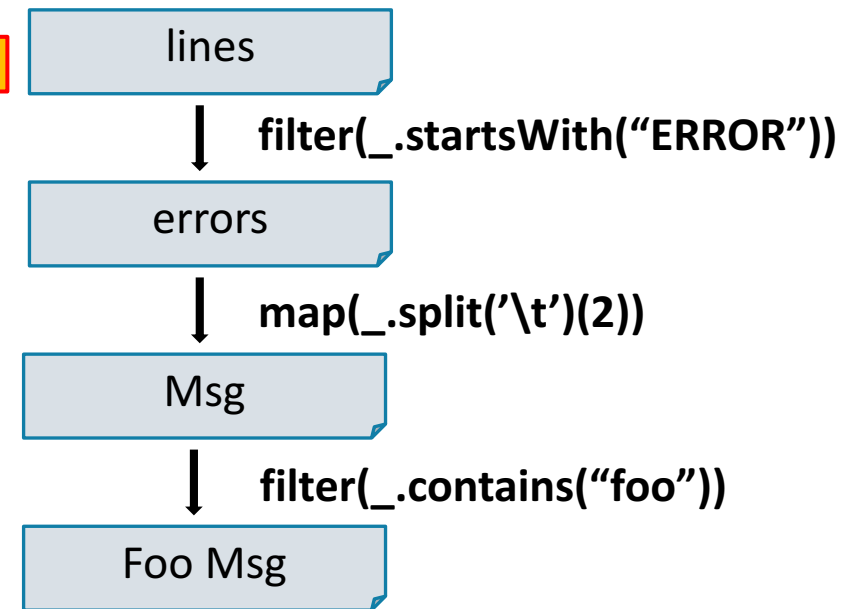 lines
filter(_.startsWith(“ERROR”))
errors
map(_.split(’\t’)(2))
Msg
filter(_.contains(“foo”))
Foo Msg